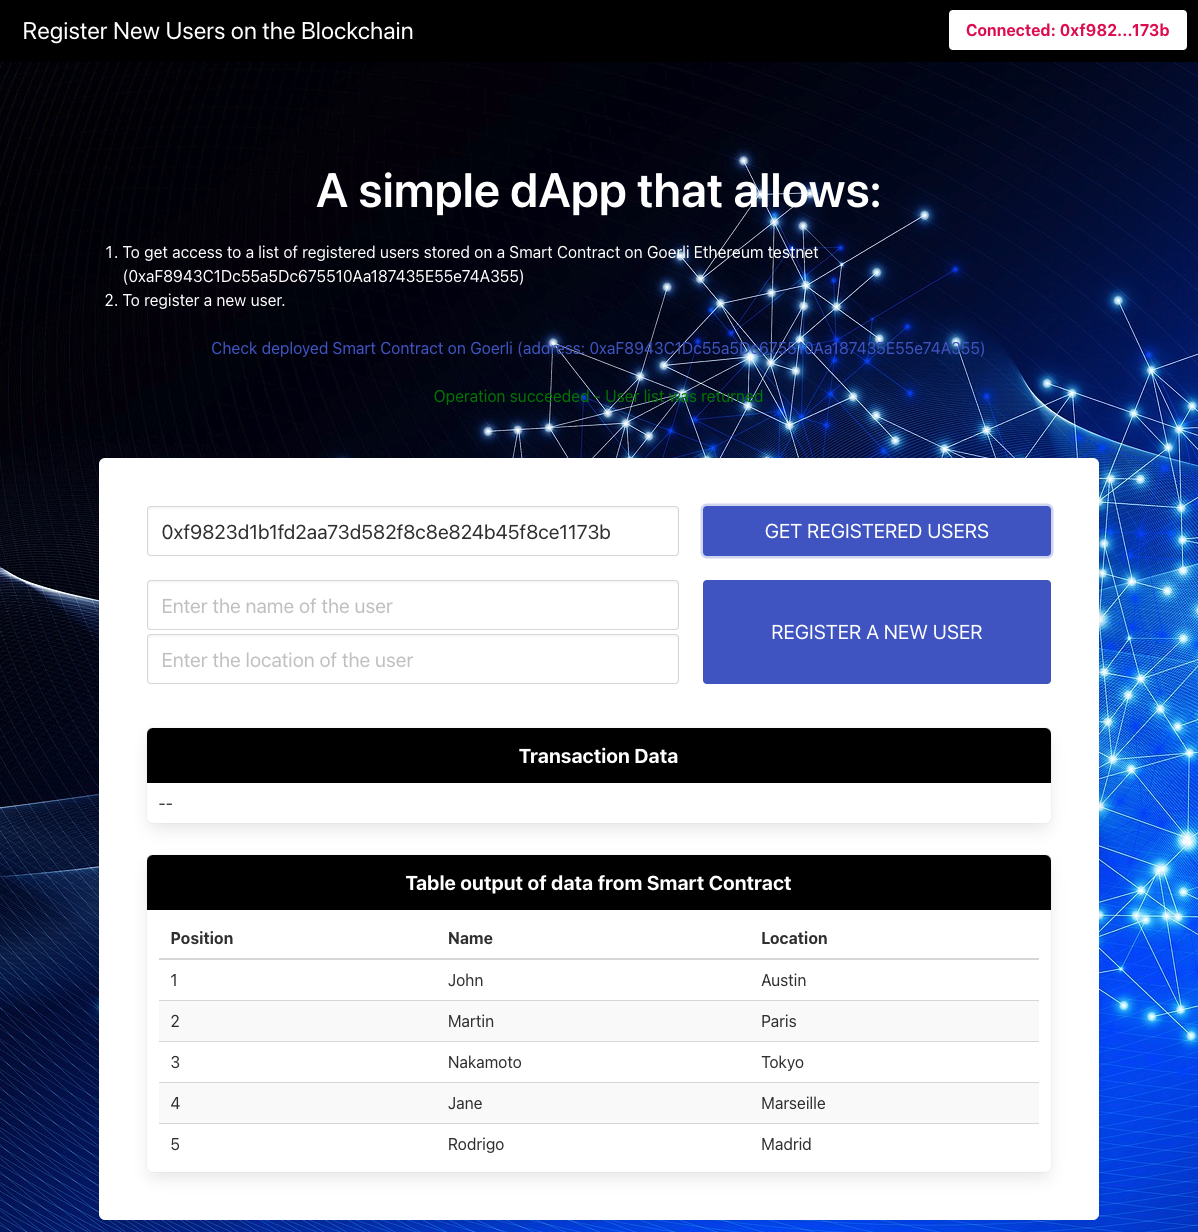 Register New Users on the Blockchain
Connected: 0xf982...173b
A simple dApp that allows:
1. To get access to a list of registered users stored on a Smart Contract on Goerli Ethereum testnet
(0xaF8943C1Dc55a5Dc675510Aa187435E55e74A355)
2. To register a new user.
Check deployed Smart Contract on Goerli (address: 0xaF8943C1Dc55a5Dc675510Aa187435E55e74A355)
Operation succeeded - User list was returned
0xf9823d1b1fd2aa73d582f8c8e824b45f8ce1173b
GET REGISTERED USERS
Enter the name of the user
Enter the location of the user
REGISTER A NEW USER
Transaction Data
--
Table output of data from Smart Contract
Position Name Location
1 John Austin
2 Martin Paris
3 Nakamoto Tokyo
4 Jane Marseille
5 Rodrigo Madrid